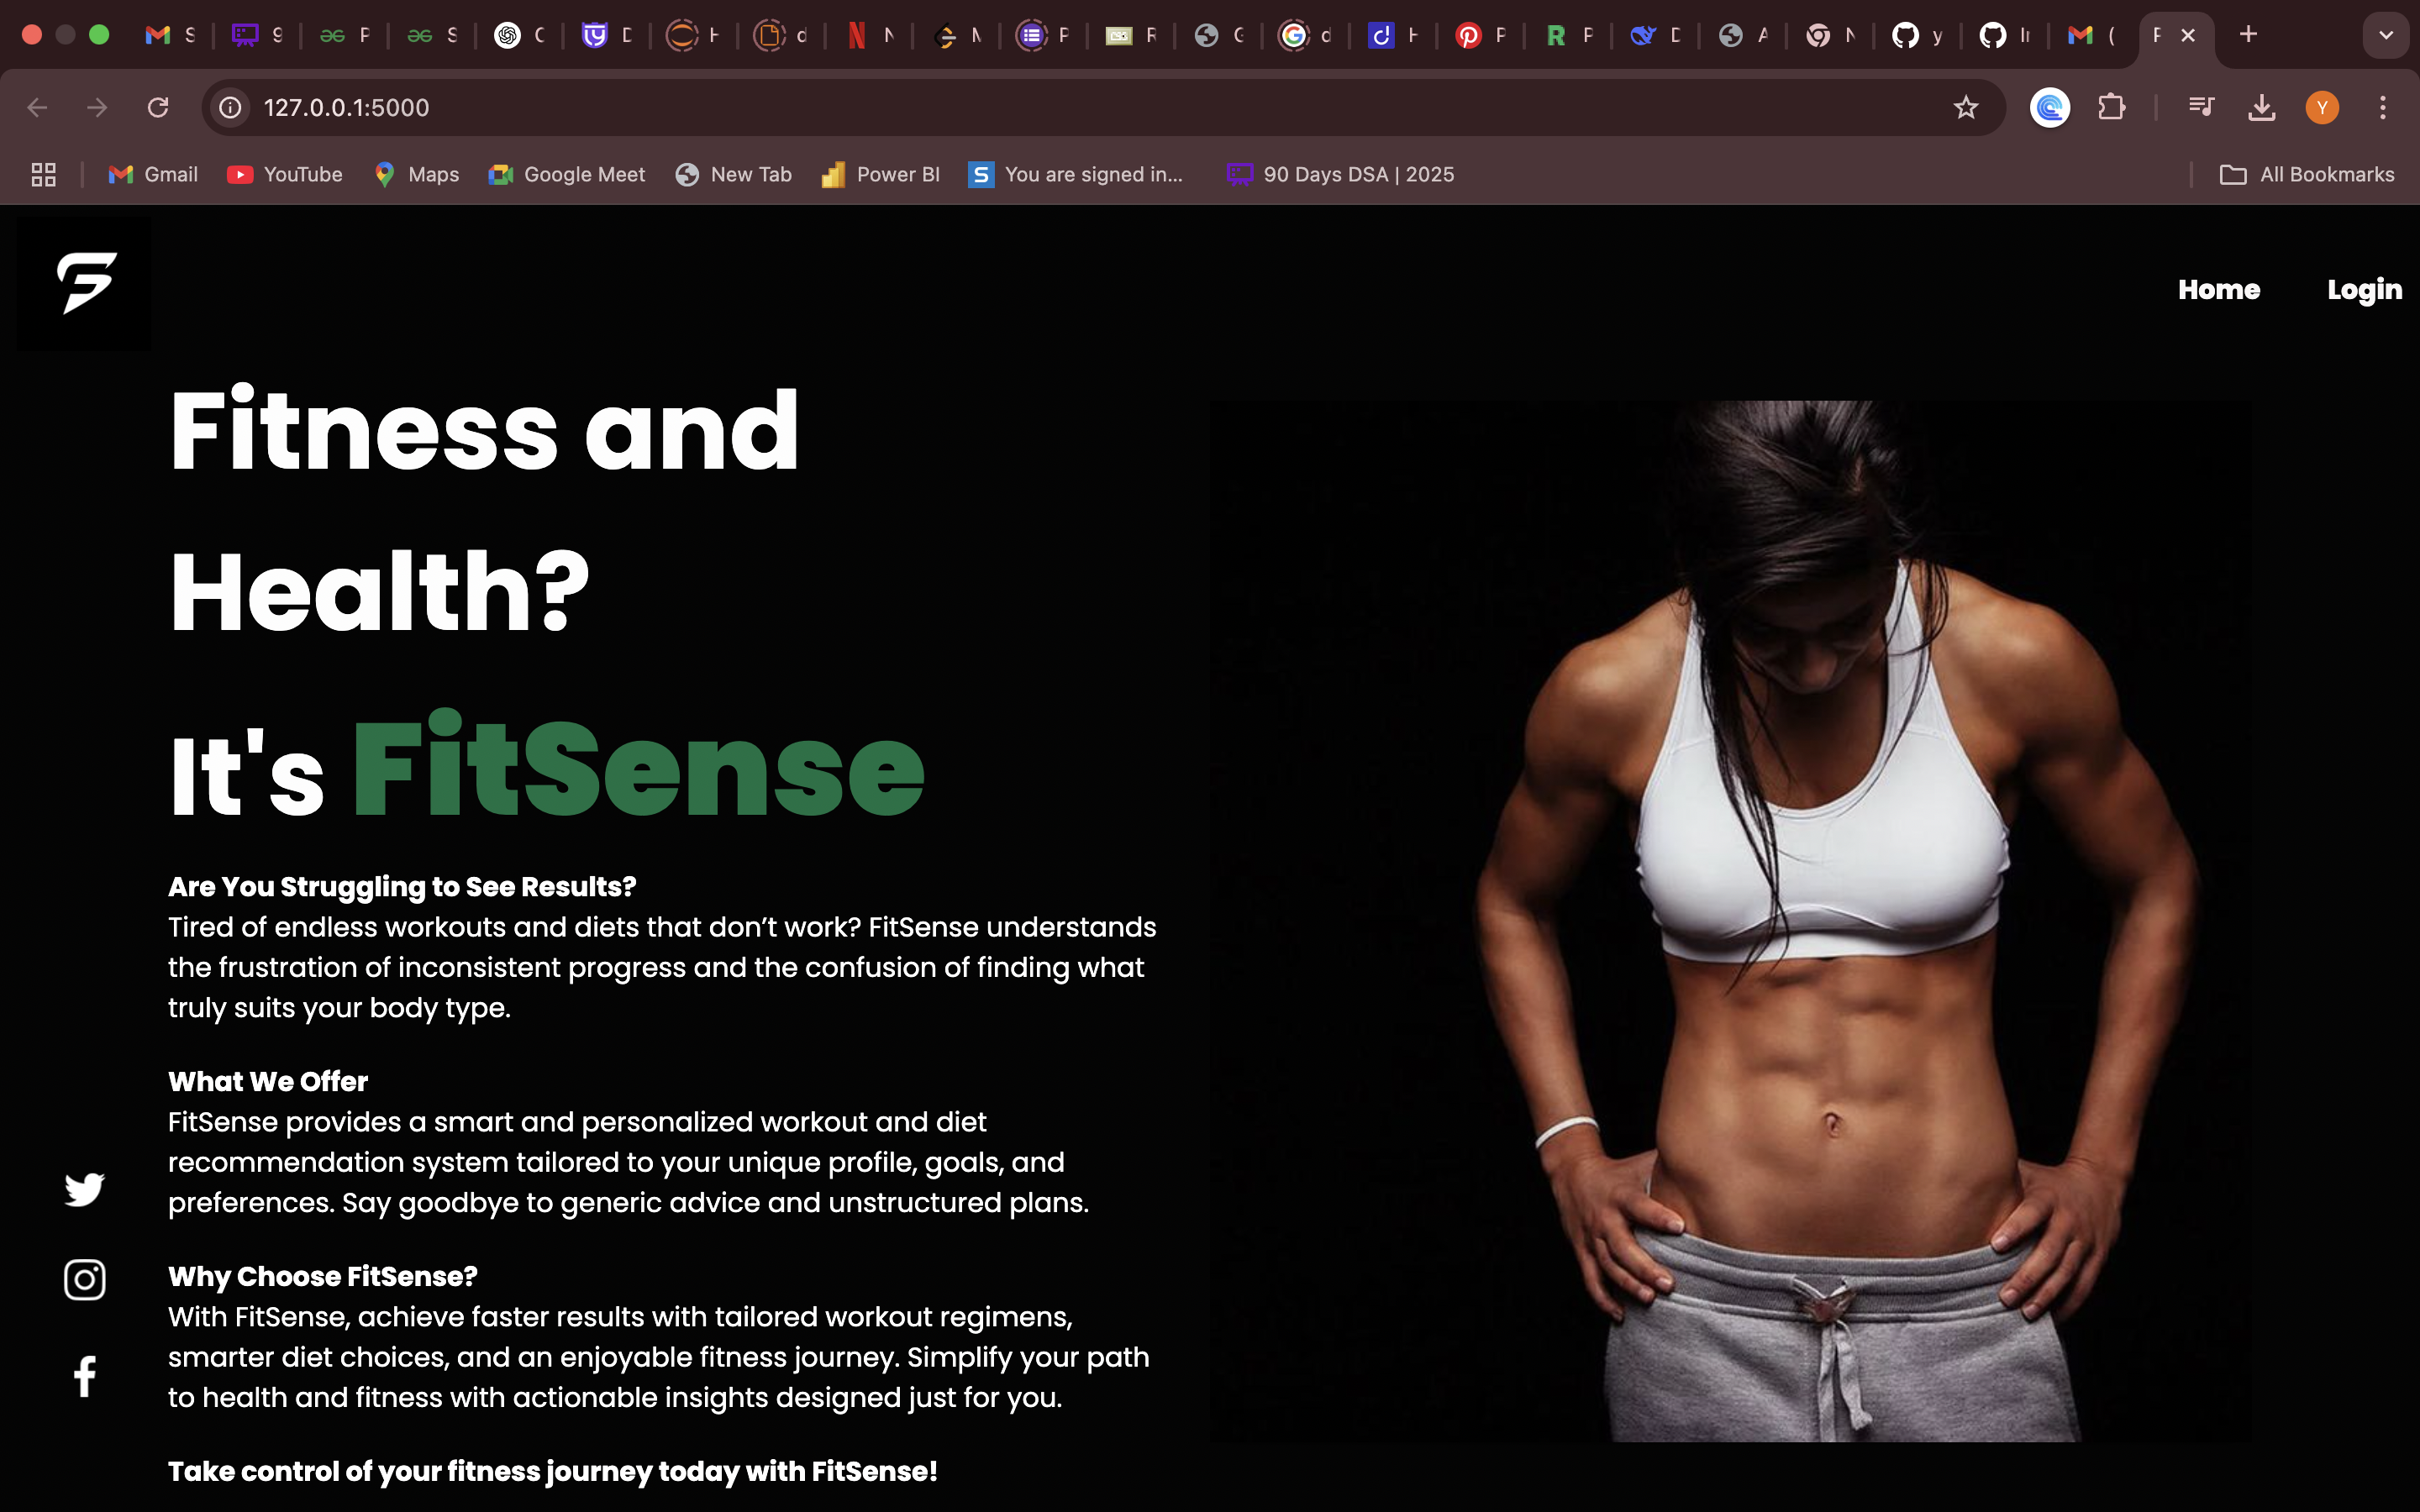 S
9
P
S
C
D
H
d
N
M
P
R
G
d
H
P
P
D
A
N
y
I
(
F
127.0.0.1:5000
Y
Gmail
YouTube
Maps
Google Meet
New Tab
Power BI
You are signed in...
90 Days DSA | 2025
All Bookmarks
Home
Login
Fitness and
Health?
It's FitSense
Are You Struggling to See Results?
Tired of endless workouts and diets that don’t work? FitSense understands
the frustration of inconsistent progress and the confusion of finding what
truly suits your body type.
What We Offer
FitSense provides a smart and personalized workout and diet
recommendation system tailored to your unique profile, goals, and
preferences. Say goodbye to generic advice and unstructured plans.
Why Choose FitSense?
With FitSense, achieve faster results with tailored workout regimens,
smarter diet choices, and an enjoyable fitness journey. Simplify your path
to health and fitness with actionable insights designed just for you.
Take control of your fitness journey today with FitSense!